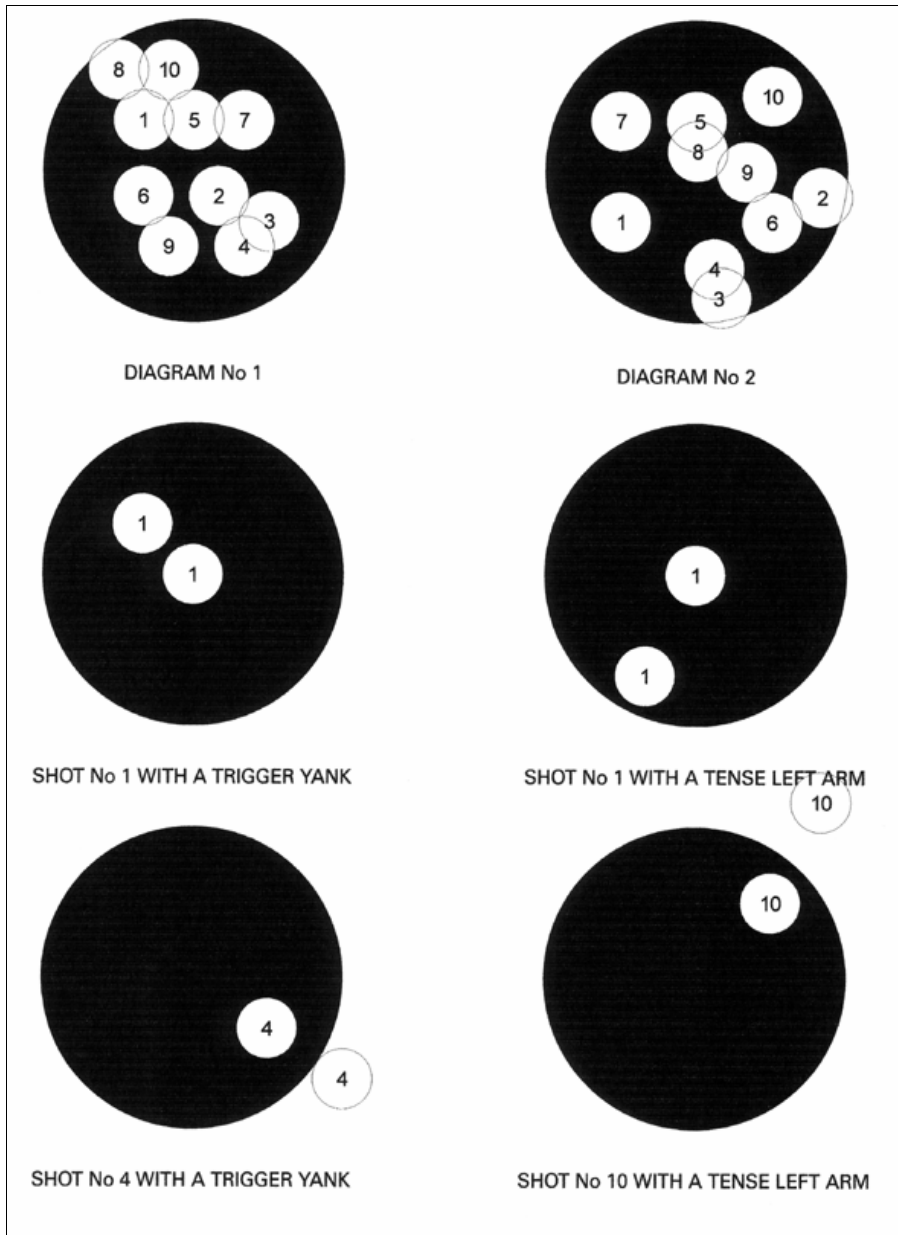 8 10
1 5 7
6 2
3
9 4
DIAGRAM No 1
10
7 5
8
9
2
1 6
4
3
DIAGRAM No 2
1
1
SHOT No 1 WITH A TRIGGER YANK
1
1
SHOT No 1 WITH A TENSE LEFT ARM
4
4
SHOT No 4 WITH A TRIGGER YANK
10
10
SHOT No 10 WITH A TENSE LEFT ARM